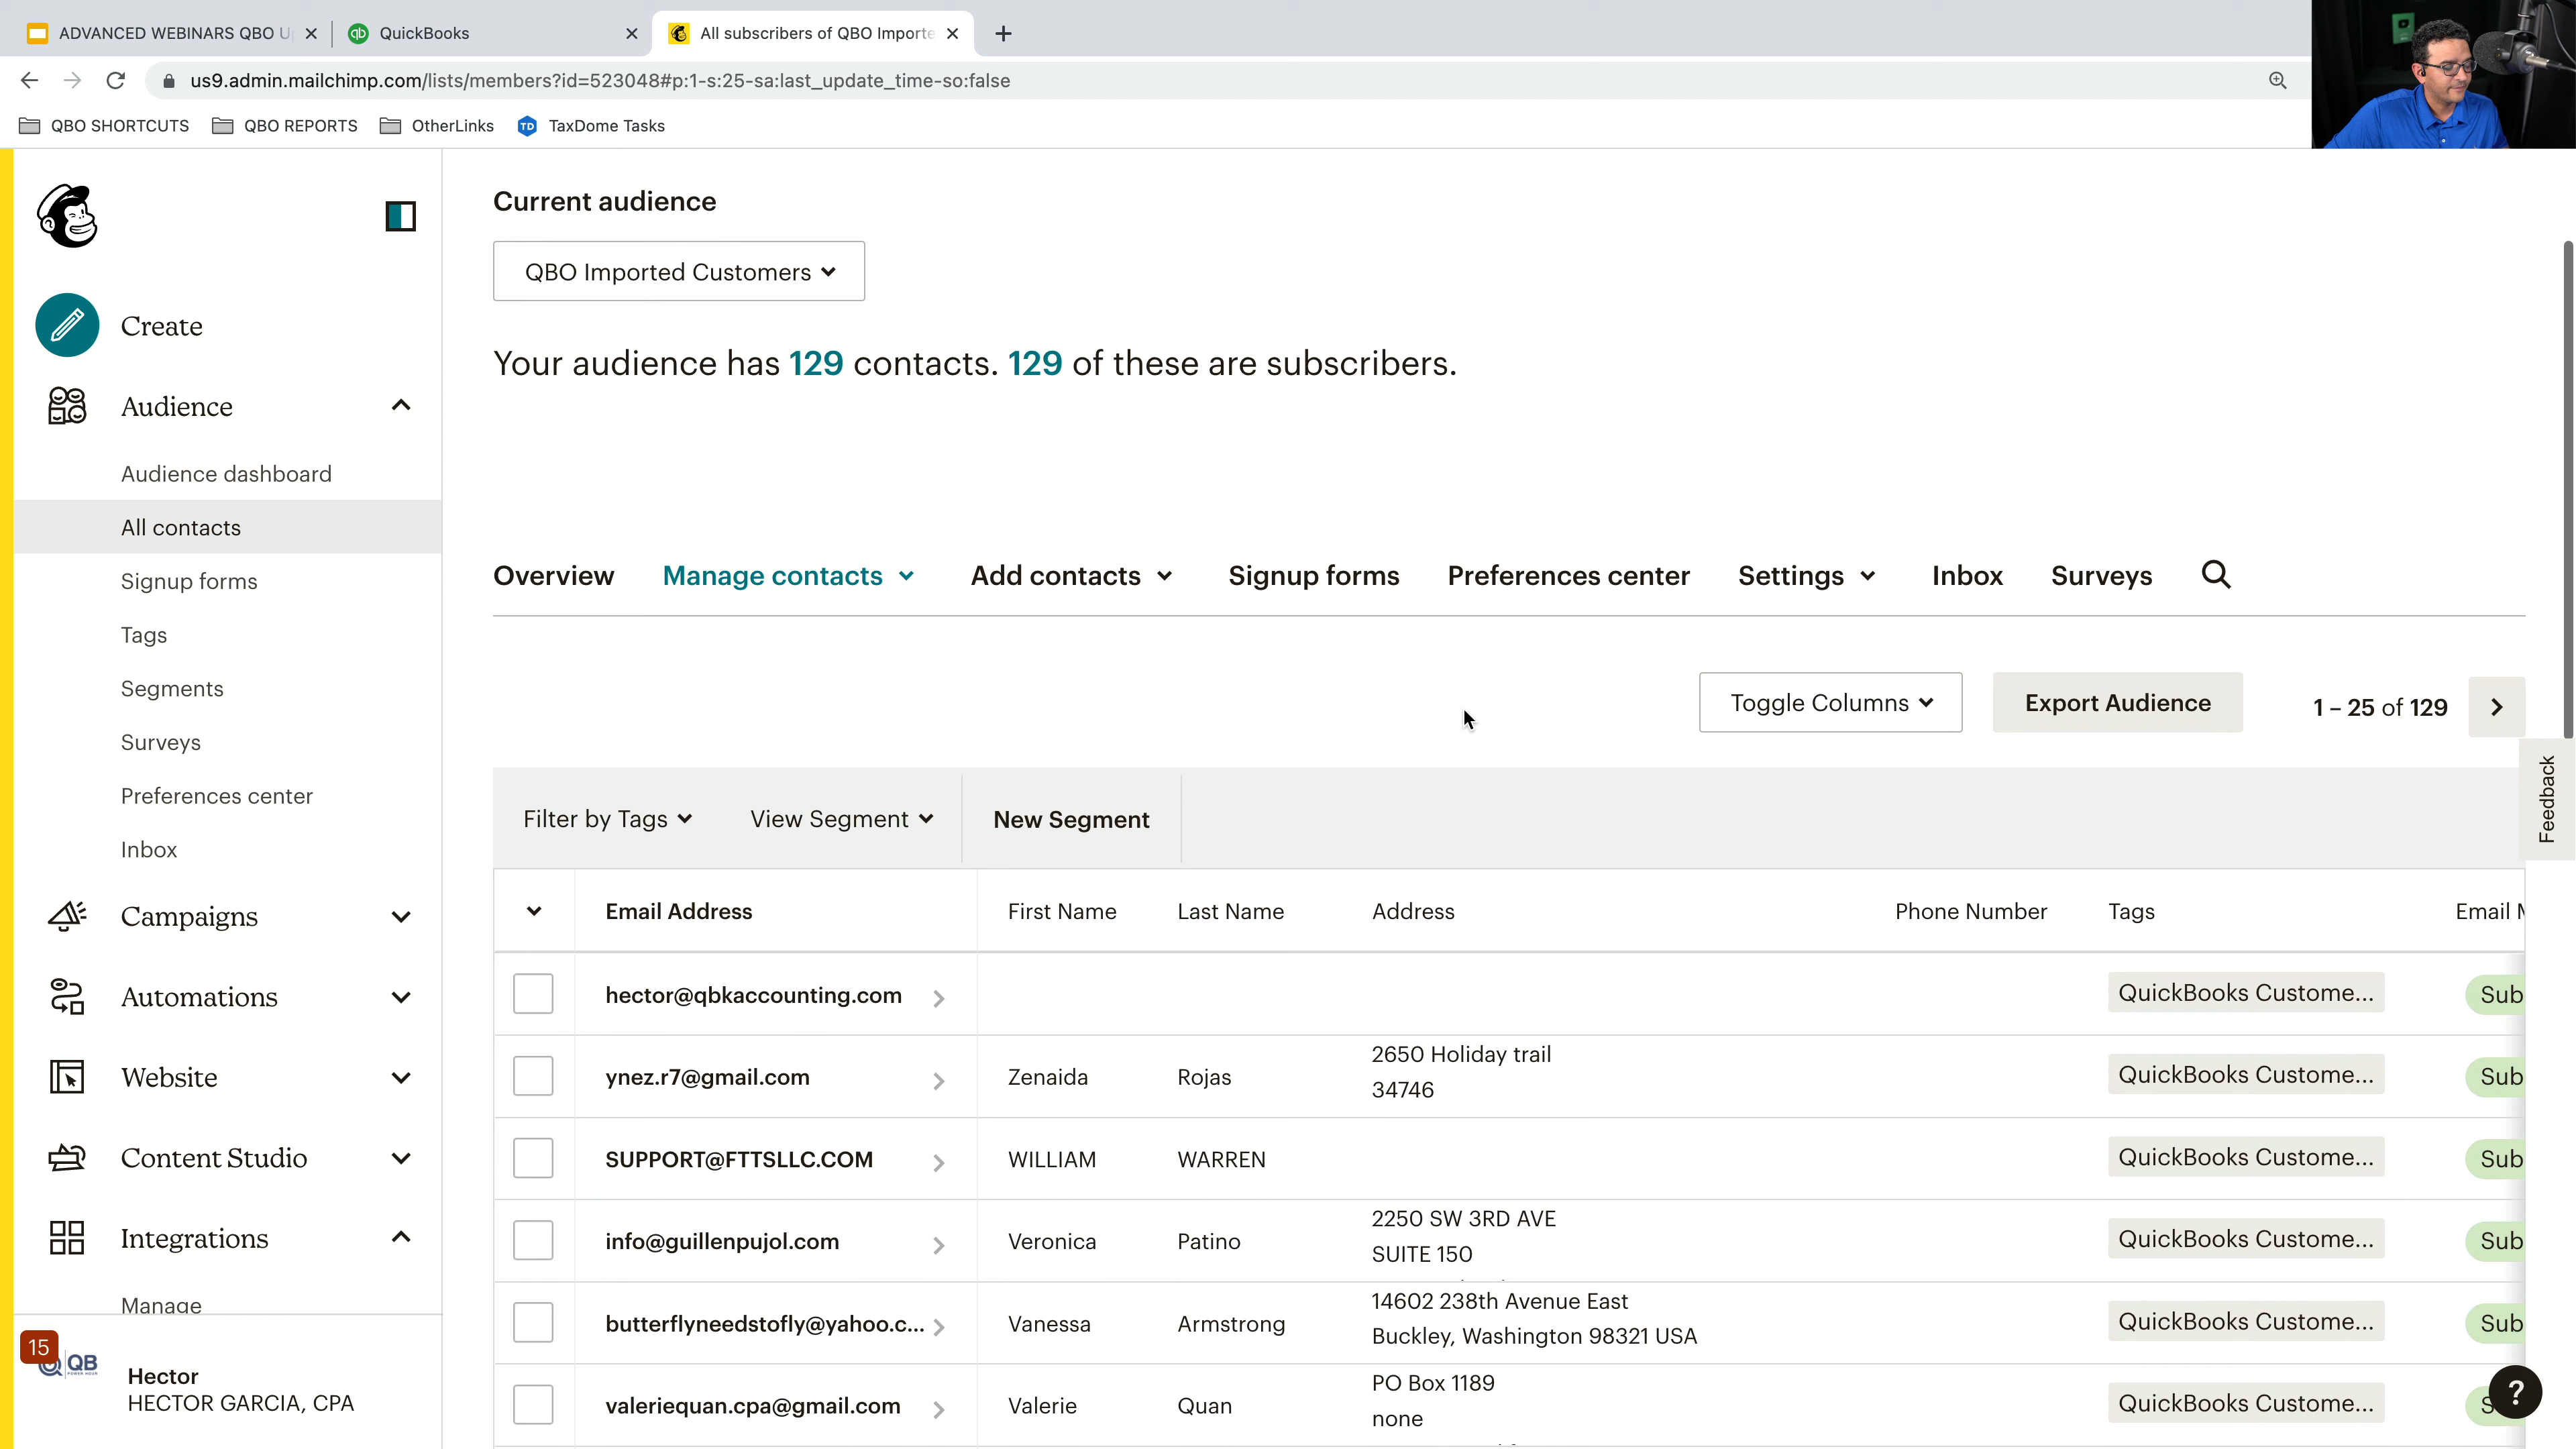 ADVANCED WEBINARS QBO U
QuickBooks
All subscribers of QBO Importe
us9.admin.mailchimp.com/lists/members?id=523048#p:1-s:25-sa:last_update_time-so:false
QBO SHORTCUTS
QBO REPORTS
OtherLinks
TD
TaxDome Tasks
Create
Audience
Audience dashboard
All contacts
Signup forms
Tags
Segments
Surveys
Preferences center
Inbox
Campaigns
Automations
Website
Content Studio
Integrations
Manage
15
QB
Hector
HECTOR GARCIA, CPA
Current audience
QBO Imported Customers
Your audience has 129 contacts. 129 of these are subscribers.
Overview Manage contacts Add contacts Signup forms Preferences center Settings Inbox Surveys
Toggle Columns Export Audience 1 – 25 of 129
Feedback
Filter by Tags View Segment New Segment
Email Address First Name Last Name Address Phone Number Tags Email
hector@qbkaccounting.com QuickBooks Custome... Sub
ynez.r7@gmail.com Zenaida Rojas 2650 Holiday trail
34746 QuickBooks Custome... Sub
SUPPORT@FTTSLLC.COM WILLIAM WARREN QuickBooks Custome... Sub
info@guillenpujol.com Veronica Patino 2250 SW 3RD AVE
SUITE 150 QuickBooks Custome... Sub
butterflyneedstofly@yahoo.c... Vanessa Armstrong 14602 238th Avenue East
Buckley, Washington 98321 USA QuickBooks Custome... Sub
valeriequan.cpa@gmail.com Valerie Quan PO Box 1189
none QuickBooks Custome... S
?